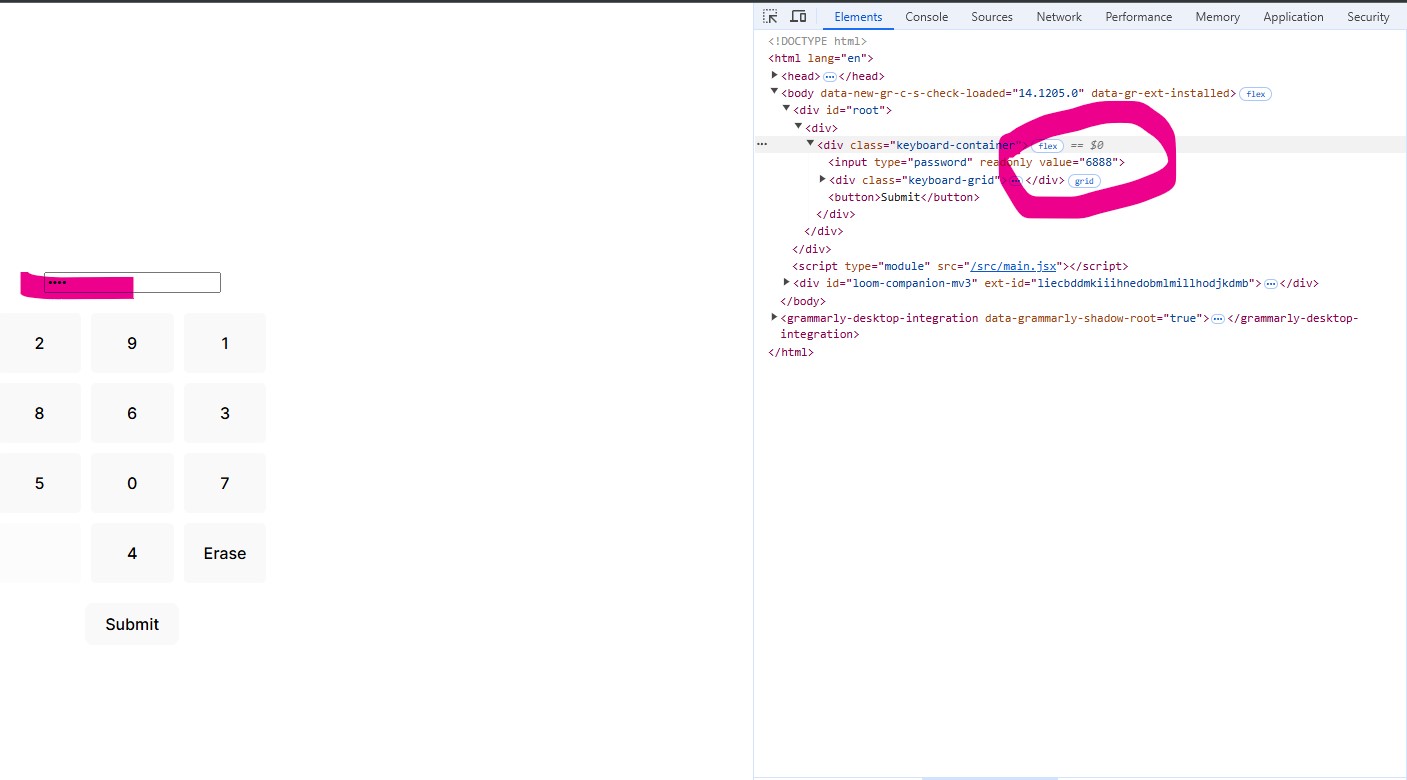 Elements Console Sources Network Performance Memory Application Security
<!DOCTYPE html>
<html lang="en">
<head> … </head>
<body data-new-gr-c-s-check-loaded="14.1205.0" data-gr-ext-installed> flex
<div id="root">
<div>
… <div class="keyboard-container"> flex == $0
<input type="password" readonly value="6888">
<div class="keyboard-grid"> … </div> grid
<button>Submit</button>
</div>
</div>
</div>
<script type="module" src="/src/main.jsx"></script>
<div id="loom-companion-mv3" ext-id="liecbddmkiiihnedobmlmillhodjkdmb"> … </div>
</body>
<grammarly-desktop-integration data-grammarly-shadow-root="true"> … </grammarly-desktop-
integration>
</html>
••••
2 9 1
8 6 3
5 0 7
4 Erase
Submit